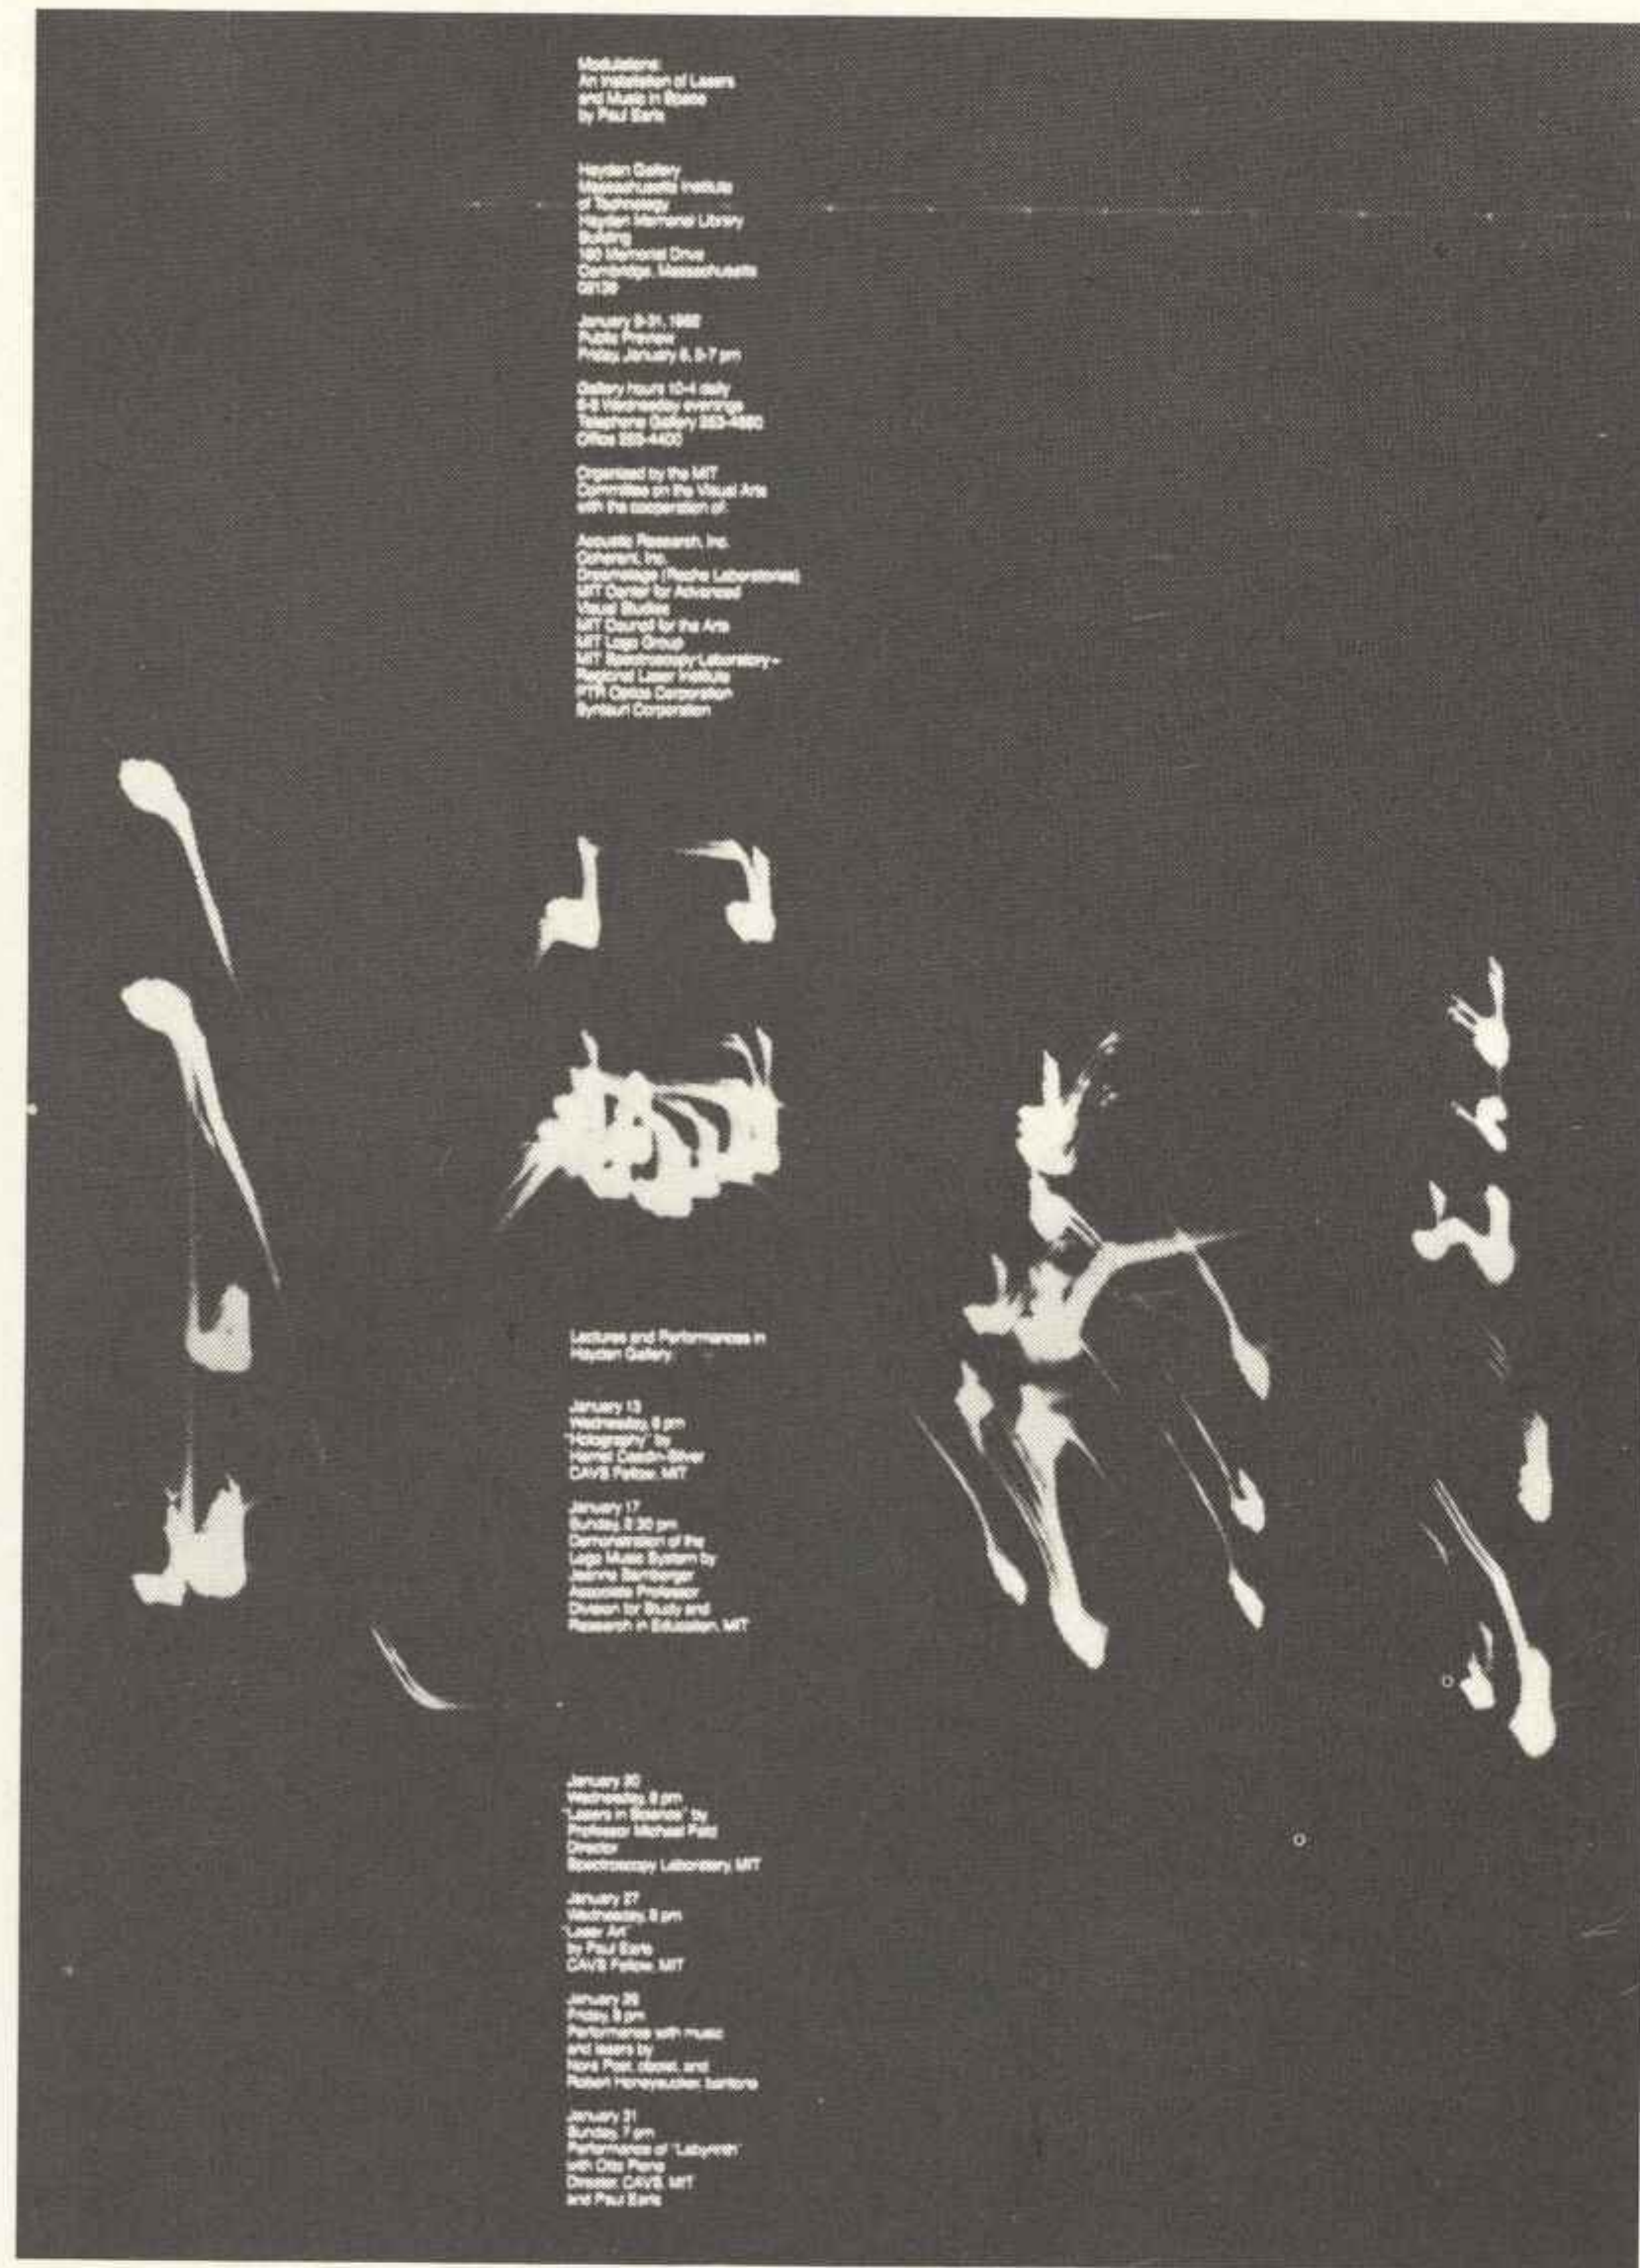 Modulations:
An Installation of Lasers
and Music in Space
by Paul Earls
Hayden Gallery
Massachusetts Institute
of Technology
Hayden Memorial Library
Building
160 Memorial Drive
Cambridge, Massachusetts
02139
January 9-31, 1982
Public Preview
Friday, January 8, 5-7 pm
Gallery hours 10-4 daily
6-9 Wednesday evenings
Telephone Gallery 253-4680
Office 253-4400
Organized by the MIT
Committee on the Visual Arts
with the cooperation of:
Acoustic Research, Inc.
Coherent, Inc.
(Roche Laboratories)
MIT Center for Advanced
Visual Studies
MIT Council for the Arts
MIT Logo Group
MIT Spectroscopy Laboratory -
Regional Laser Institute
PTR Optics Corporation
Syntauri Corporation
Lectures and Performances in
Hayden Gallery
January 13
Wednesday, 8 pm
"Holography" by
Harriet Casdin-Silver
CAVS Fellow, MIT
January 17
Sunday, 2:30 pm
Demonstration of the
Logo Music System by
Jeanne Bamberger
Associate Professor
Division for Study and
Research in Education, MIT
January 20
Wednesday, 8 pm
"Lasers in Science" by
Professor Michael Feld
Director
Spectroscopy Laboratory, MIT
January 27
Wednesday, 8 pm
"Laser Art"
by Paul Earls
CAVS Fellow, MIT
January 29
Friday, 8 pm
Performance with music
and lasers by
Nora Post, oboist, and
Robert Honeysucker, baritone
January 31
Sunday, 7 pm
Performance of "Labyrinth"
with Otto Piene
Director, CAVS, MIT
and Paul Earls